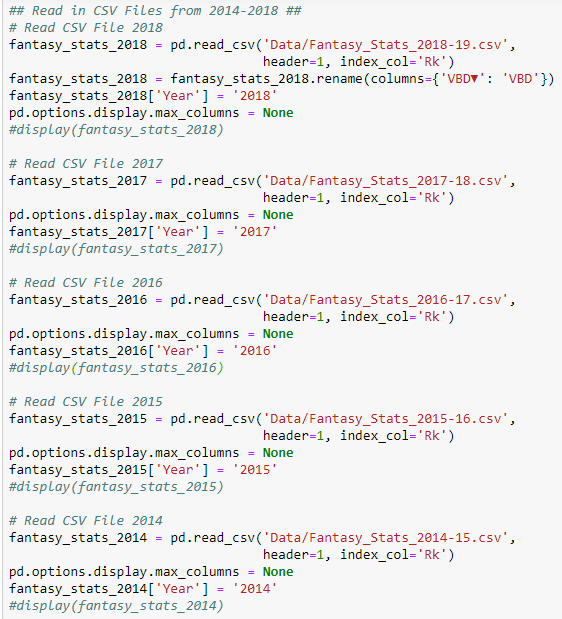 ## Read in CSV Files from 2014-2018 ##
# Read CSV File 2018
fantasy_stats_2018 = pd.read_csv('Data/Fantasy_Stats_2018-19.csv',
                                 header=1, index_col='Rk')
fantasy_stats_2018 = fantasy_stats_2018.rename(columns={'VBD▼': 'VBD'})
fantasy_stats_2018['Year'] = '2018'
pd.options.display.max_columns = None
#display(fantasy_stats_2018)

# Read CSV File 2017
fantasy_stats_2017 = pd.read_csv('Data/Fantasy_Stats_2017-18.csv',
                                 header=1, index_col='Rk')
pd.options.display.max_columns = None
fantasy_stats_2017['Year'] = '2017'
#display(fantasy_stats_2017)

# Read CSV File 2016
fantasy_stats_2016 = pd.read_csv('Data/Fantasy_Stats_2016-17.csv',
                                 header=1, index_col='Rk')
pd.options.display.max_columns = None
fantasy_stats_2016['Year'] = '2016'
#display(fantasy_stats_2016)

# Read CSV File 2015
fantasy_stats_2015 = pd.read_csv('Data/Fantasy_Stats_2015-16.csv',
                                 header=1, index_col='Rk')
pd.options.display.max_columns = None
fantasy_stats_2015['Year'] = '2015'
#display(fantasy_stats_2015)

# Read CSV File 2014
fantasy_stats_2014 = pd.read_csv('Data/Fantasy_Stats_2014-15.csv',
                                 header=1, index_col='Rk')
pd.options.display.max_columns = None
fantasy_stats_2014['Year'] = '2014'
#display(fantasy_stats_2014)